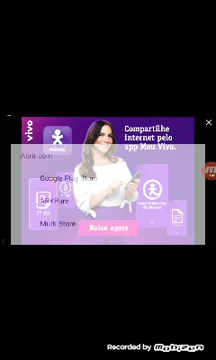 vivo
Compartilhe
internet pelo
app Meu Vivo.
Abrir com
Google Play Store
APKPure
Multi Store
Baixe agora
Recorded by Mobizen